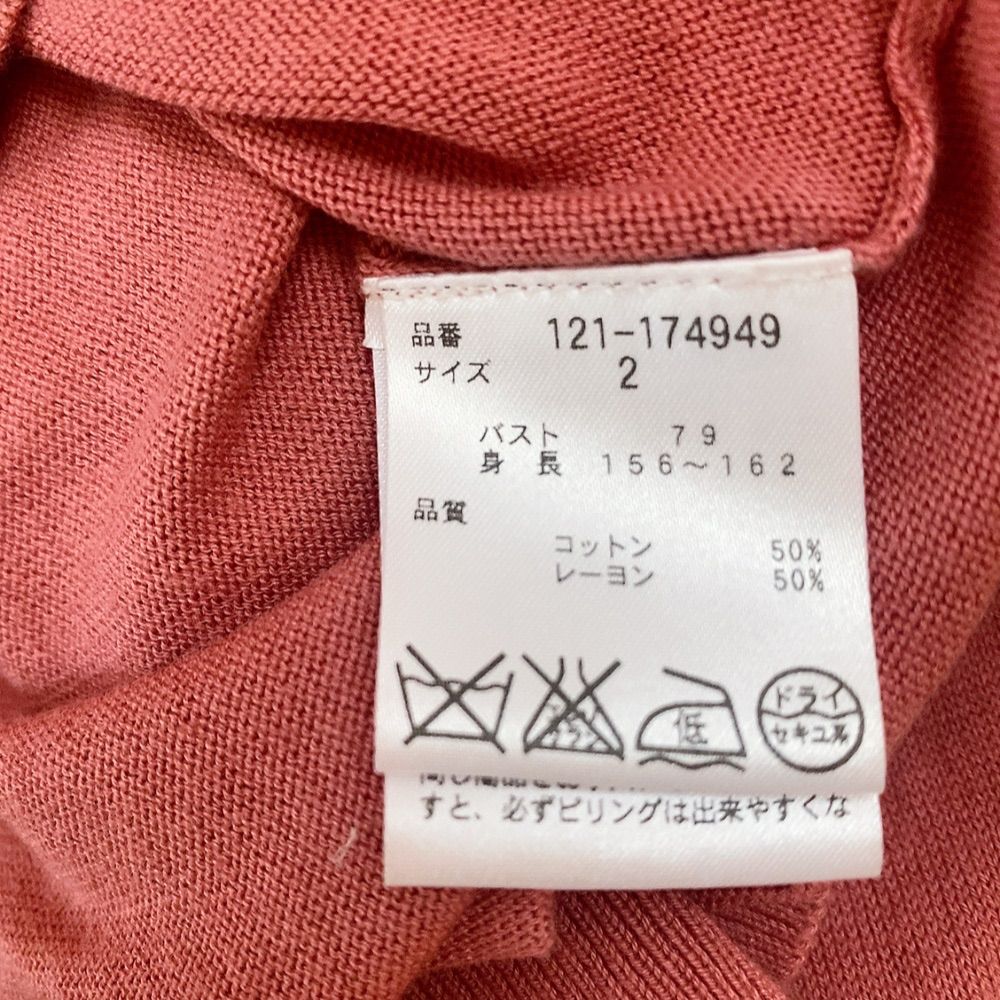 品番 121-174949
サイズ 2
バスト 79
身長 156～162
品質
コットン 50%
レーヨン 50%
低
ドライ
セキユ系
すと、必ずピリングは出来やすくな